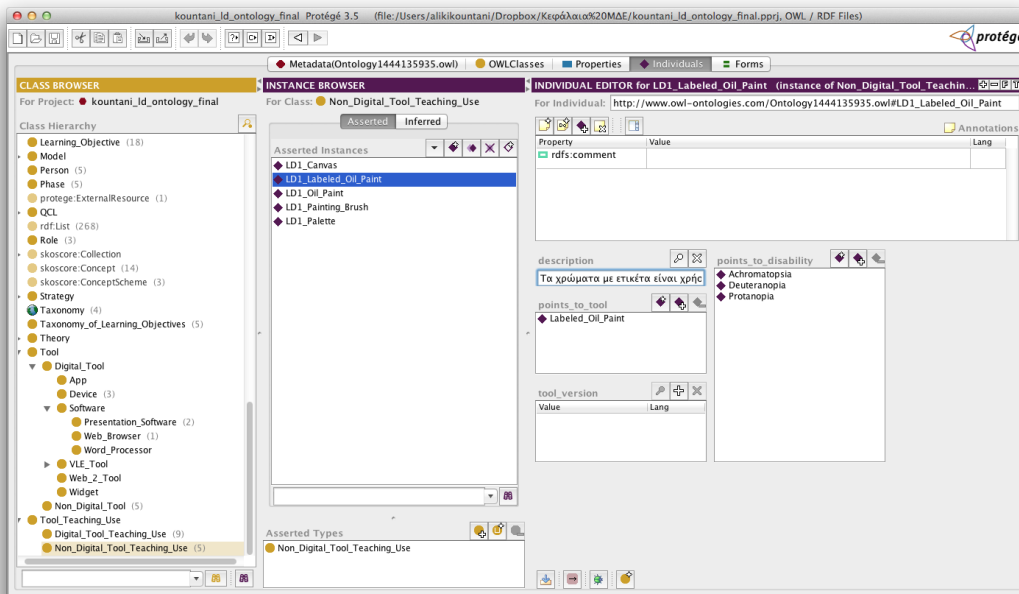 kountani_ld_ontology_final Protégé 3.5 (file:/Users/alikikountani/Dropbox/Κεφάλαια%20ΜΔΕ/kountani_ld_ontology_final.pprj, OWL / RDF Files)
protégé
Metadata(Ontology1444135935.owl) OWLClasses Properties Individuals Forms
CLASS BROWSER
For Project: kountani_ld_ontology_final
Class Hierarchy
Learning_Objective (18)
Model
Person (5)
Phase (5)
protege:ExternalResource (1)
QCL
rdf:List (268)
Role (3)
skoscore:Collection
skoscore:Concept (14)
skoscore:ConceptScheme (3)
Strategy
Taxonomy (4)
Taxonomy_of_Learning_Objectives (5)
Theory
Tool
Digital_Tool
App
Device (3)
Software
Presentation_Software (2)
Web_Browser (1)
Word_Processor
VLE_Tool
Web_2_Tool
Widget
Non_Digital_Tool (5)
Tool_Teaching_Use
Digital_Tool_Teaching_Use (9)
Non_Digital_Tool_Teaching_Use (5)
INSTANCE BROWSER
For Class: Non_Digital_Tool_Teaching_Use
Asserted Inferred
Asserted Instances
LD1_Canvas
LD1_Labeled_Oil_Paint
LD1_Oil_Paint
LD1_Painting_Brush
LD1_Palette
Asserted Types
Non_Digital_Tool_Teaching_Use
INDIVIDUAL EDITOR for LD1_Labeled_Oil_Paint (instance of Non_Digital_Tool_Teachin...
For Individual: http://www.owl-ontologies.com/Ontology1444135935.owl#LD1_Labeled_Oil_Paint
Annotations
Property Value Lang
rdfs:comment
description
Τα χρώματα με ετικέτα είναι χρής
points_to_tool
Labeled_Oil_Paint
tool_version
Value Lang
points_to_disability
Achromatopsia
Deuteranopia
Protanopia